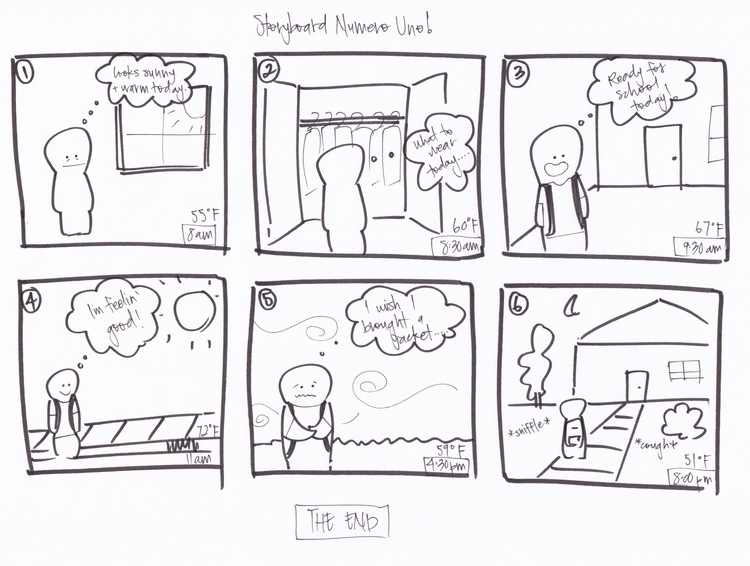 Storyboard Numero Uno!
1
Looks sunny
+ warm today..
55°F
8am
2
What to
wear
today....
60°F
8:30am
3
Ready for
school
today!
67°F
9:30am
4
I'm feelin'
good!
72°F
11am
5
I wish I
brought a
jacket....
59°F
4:30pm
6
*sniffle*
*cough*
51°F
8:00pm
THE END